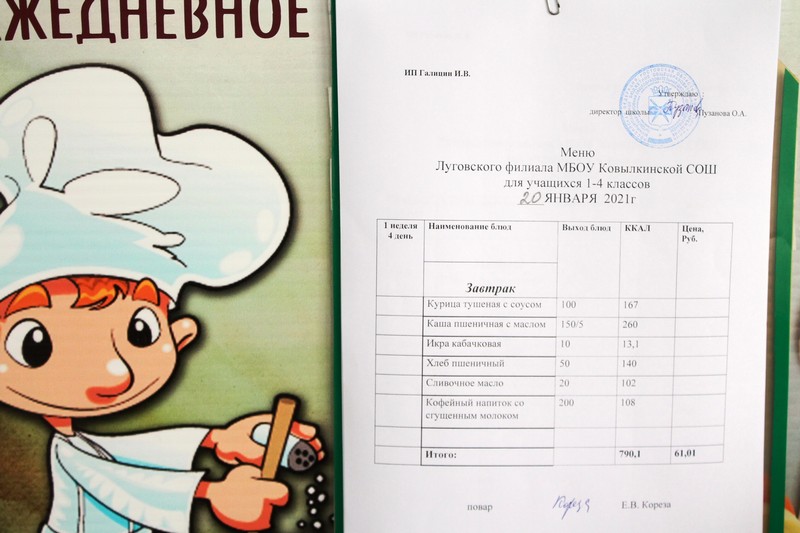 ЕЖЕДНЕВНОЕ
ИП Галицин И.В.
Утверждаю
директор школы Пузанова О.А.
Меню
Луговского филиала МБОУ Ковылкинской СОШ
для учащихся 1-4 классов
20 ЯНВАРЯ 2021г
1 неделя 4 день Наименование блюд Выход блюд ККАЛ Цена, Руб.
Завтрак
Курица тушеная с соусом 100 167
Каша пшеничная с маслом 150/5 260
Икра кабачковая 10 13,1
Хлеб пшеничный 50 140
Сливочное масло 20 102
Кофейный напиток со сгущенным молоком 200 108
Итого: 790,1 61,01
повар Е.В. Кореза